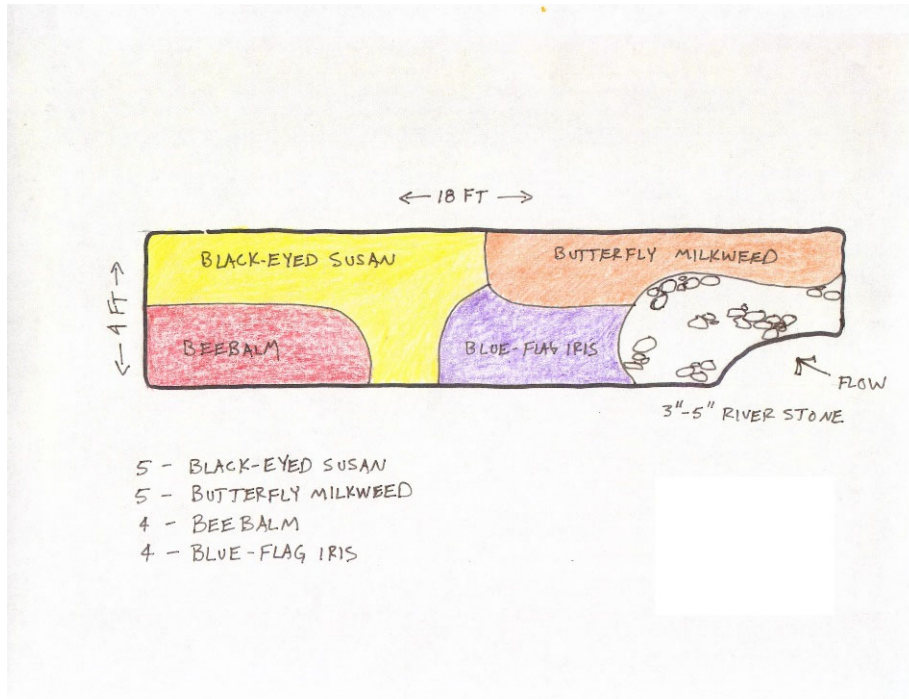 ← 18 FT →
BLACK-EYED SUSAN
BUTTERFLY MILKWEED
← 4 FT →
BEEBALM
BLUE-FLAG IRIS
FLOW
3"-5" RIVER STONE
5 - BLACK-EYED SUSAN
5 - BUTTERFLY MILKWEED
4 - BEEBALM
4 - BLUE-FLAG IRIS